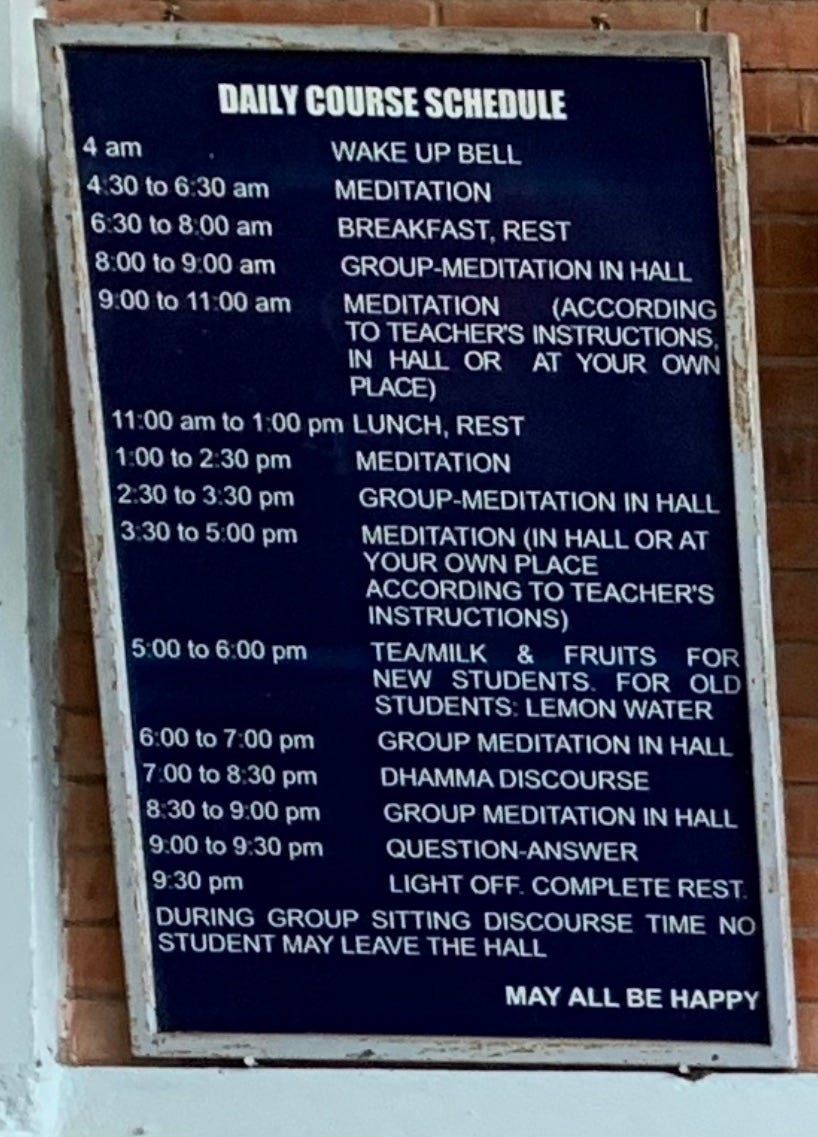 DAILY COURSE SCHEDULE
4 am WAKE UP BELL
4:30 to 6:30 am MEDITATION
6:30 to 8:00 am BREAKFAST, REST
8:00 to 9:00 am GROUP-MEDITATION IN HALL
9:00 to 11:00 am MEDITATION (ACCORDING
TO TEACHER'S INSTRUCTIONS,
IN HALL OR AT YOUR OWN
PLACE)
11:00 am to 1:00 pm LUNCH, REST
1:00 to 2:30 pm MEDITATION
2:30 to 3:30 pm GROUP-MEDITATION IN HALL
3:30 to 5:00 pm MEDITATION (IN HALL OR AT
YOUR OWN PLACE
ACCORDING TO TEACHER'S
INSTRUCTIONS)
5:00 to 6:00 pm TEA/MILK & FRUITS FOR
NEW STUDENTS. FOR OLD
STUDENTS: LEMON WATER
6:00 to 7:00 pm GROUP MEDITATION IN HALL
7:00 to 8:30 pm DHAMMA DISCOURSE
8:30 to 9:00 pm GROUP MEDITATION IN HALL
9:00 to 9:30 pm QUESTION-ANSWER
9:30 pm LIGHT OFF. COMPLETE REST.
DURING GROUP SITTING DISCOURSE TIME NO
STUDENT MAY LEAVE THE HALL
MAY ALL BE HAPPY